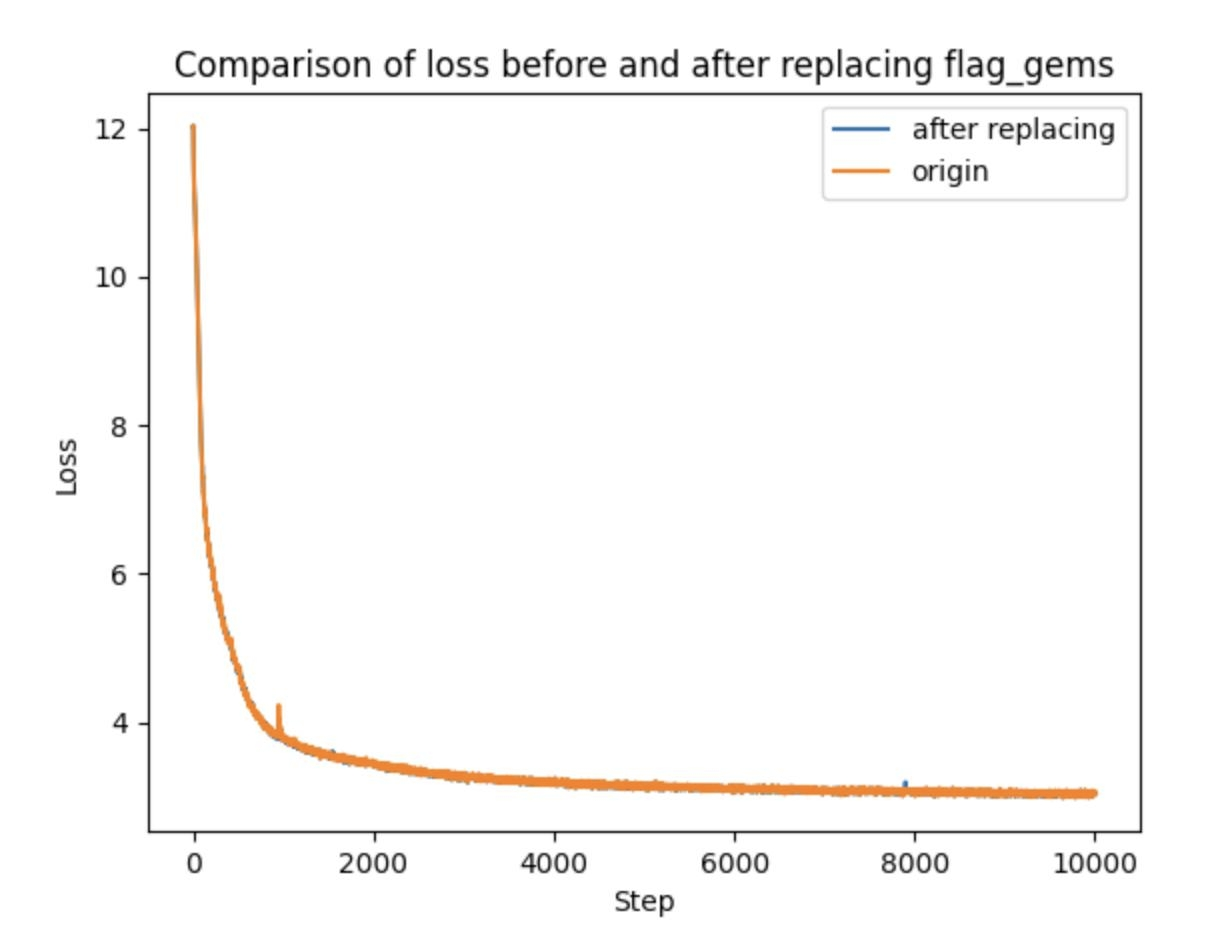 Comparison of loss before and after replacing flag_gems
after replacing
origin
12
10
8
6
4
Loss
0 2000 4000 6000 8000 10000
Step